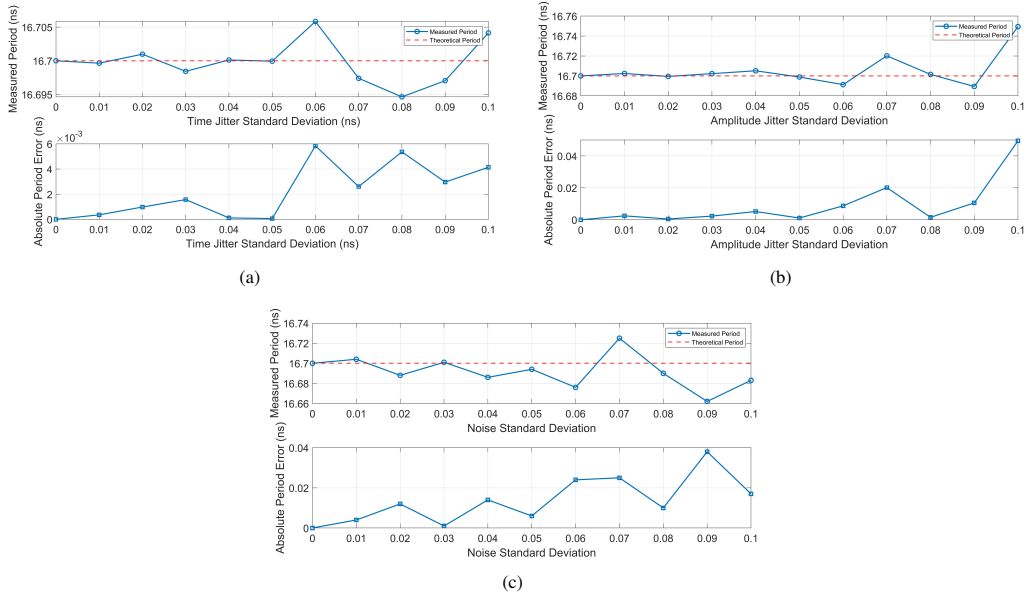 Measured Period (ns)
16.705
16.7
16.695
Measured Period
Theoretical Period
0 0.01 0.02 0.03 0.04 0.05 0.06 0.07 0.08 0.09 0.1
Time Jitter Standard Deviation (ns)
Absolute Period Error (ns)
×10⁻³
6
4
2
0
0 0.01 0.02 0.03 0.04 0.05 0.06 0.07 0.08 0.09 0.1
Time Jitter Standard Deviation (ns)
(a)
Measured Period (ns)
16.76
16.72
16.7
16.68
Measured Period
Theoretical Period
0 0.01 0.02 0.03 0.04 0.05 0.06 0.07 0.08 0.09 0.1
Amplitude Jitter Standard Deviation
Absolute Period Error (ns)
0.04
0.02
0
0 0.01 0.02 0.03 0.04 0.05 0.06 0.07 0.08 0.09 0.1
Amplitude Jitter Standard Deviation
(b)
Measured Period (ns)
16.74
16.72
16.7
16.68
16.66
Measured Period
Theoretical Period
0 0.01 0.02 0.03 0.04 0.05 0.06 0.07 0.08 0.09 0.1
Noise Standard Deviation
Absolute Period Error (ns)
0.04
0.02
0
0 0.01 0.02 0.03 0.04 0.05 0.06 0.07 0.08 0.09 0.1
Noise Standard Deviation
(c)